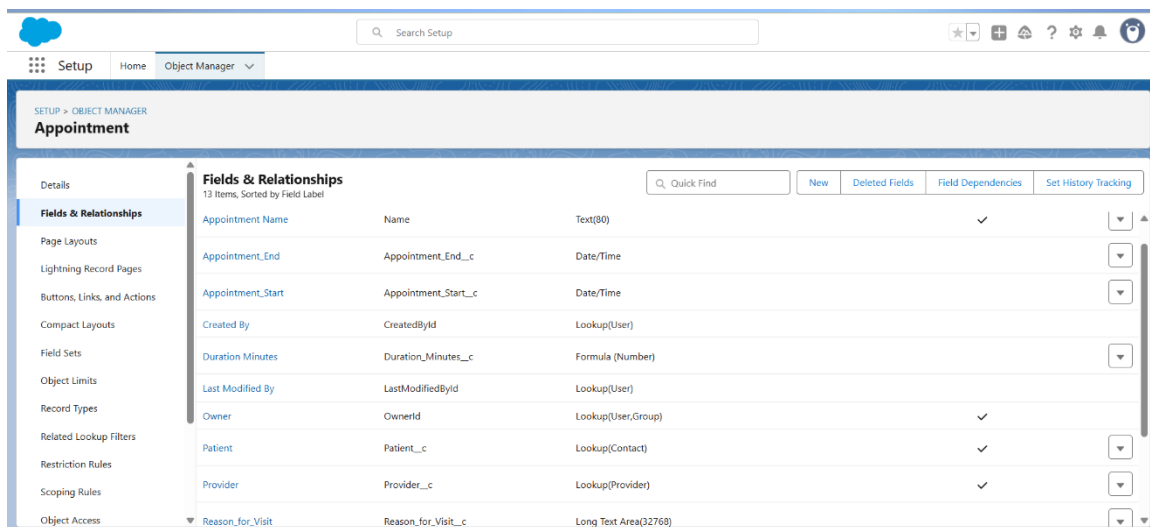 Search Setup
Setup Home Object Manager
SETUP > OBJECT MANAGER
Appointment
Details
Fields & Relationships
Page Layouts
Lightning Record Pages
Buttons, Links, and Actions
Compact Layouts
Field Sets
Object Limits
Record Types
Related Lookup Filters
Restriction Rules
Scoping Rules
Object Access
Fields & Relationships
13 Items, Sorted by Field Label
Quick Find
New Deleted Fields Field Dependencies Set History Tracking
Appointment Name Name Text(80)
Appointment_End Appointment_End__c Date/Time
Appointment_Start Appointment_Start__c Date/Time
Created By CreatedById Lookup(User)
Duration Minutes Duration_Minutes__c Formula (Number)
Last Modified By LastModifiedById Lookup(User)
Owner OwnerId Lookup(User,Group)
Patient Patient__c Lookup(Contact)
Provider Provider__c Lookup(Provider)
Reason_for_Visit Reason_for_Visit__c Long Text Area(32768)